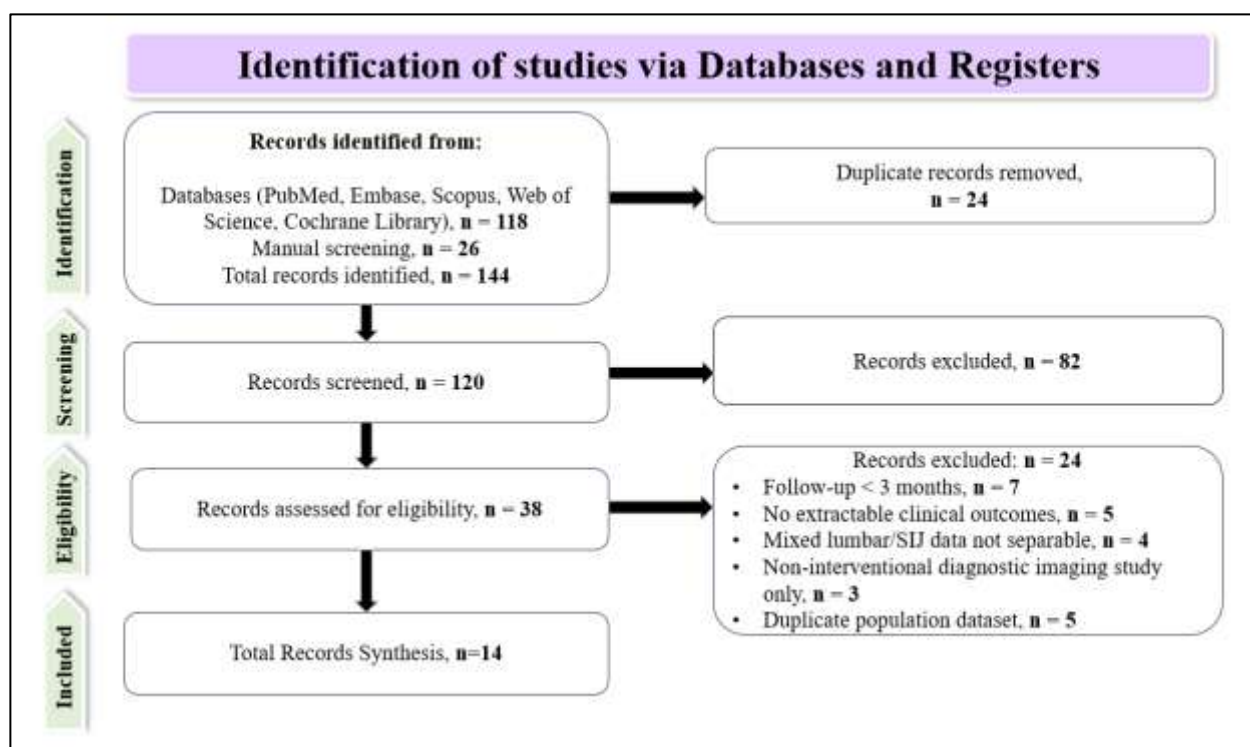 Identification of studies via Databases and Registers
Identification
Records identified from:
Databases (PubMed, Embase, Scopus, Web of
Science, Cochrane Library), n = 118
Manual screening, n = 26
Total records identified, n = 144
Duplicate records removed,
n = 24
Screening
Records screened, n = 120
Records excluded, n = 82
Eligibility
Records assessed for eligibility, n = 38
Records excluded: n = 24
• Follow-up < 3 months, n = 7
• No extractable clinical outcomes, n = 5
• Mixed lumbar/SIJ data not separable, n = 4
• Non-interventional diagnostic imaging study
only, n = 3
• Duplicate population dataset, n = 5
Included
Total Records Synthesis, n=14